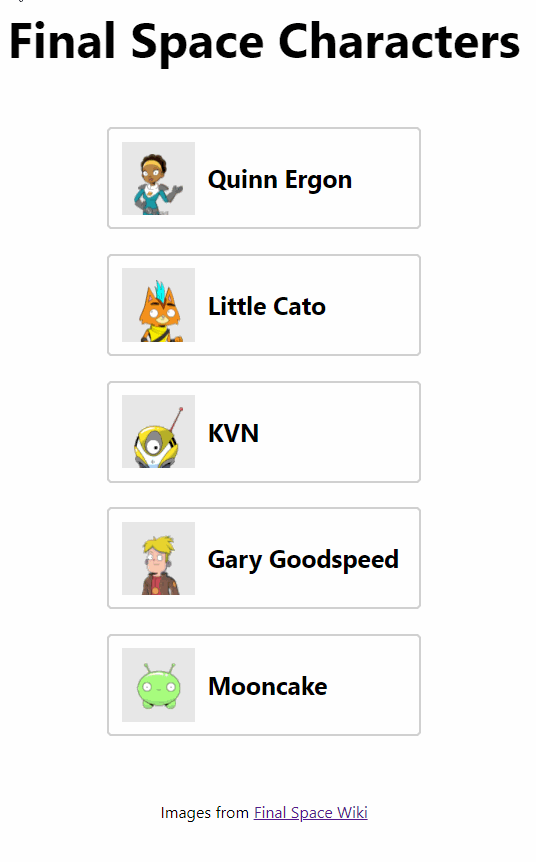 Final Space Characters
Quinn Ergon
Little Cato
KVN
Gary Goodspeed
Mooncake
Images from Final Space Wiki